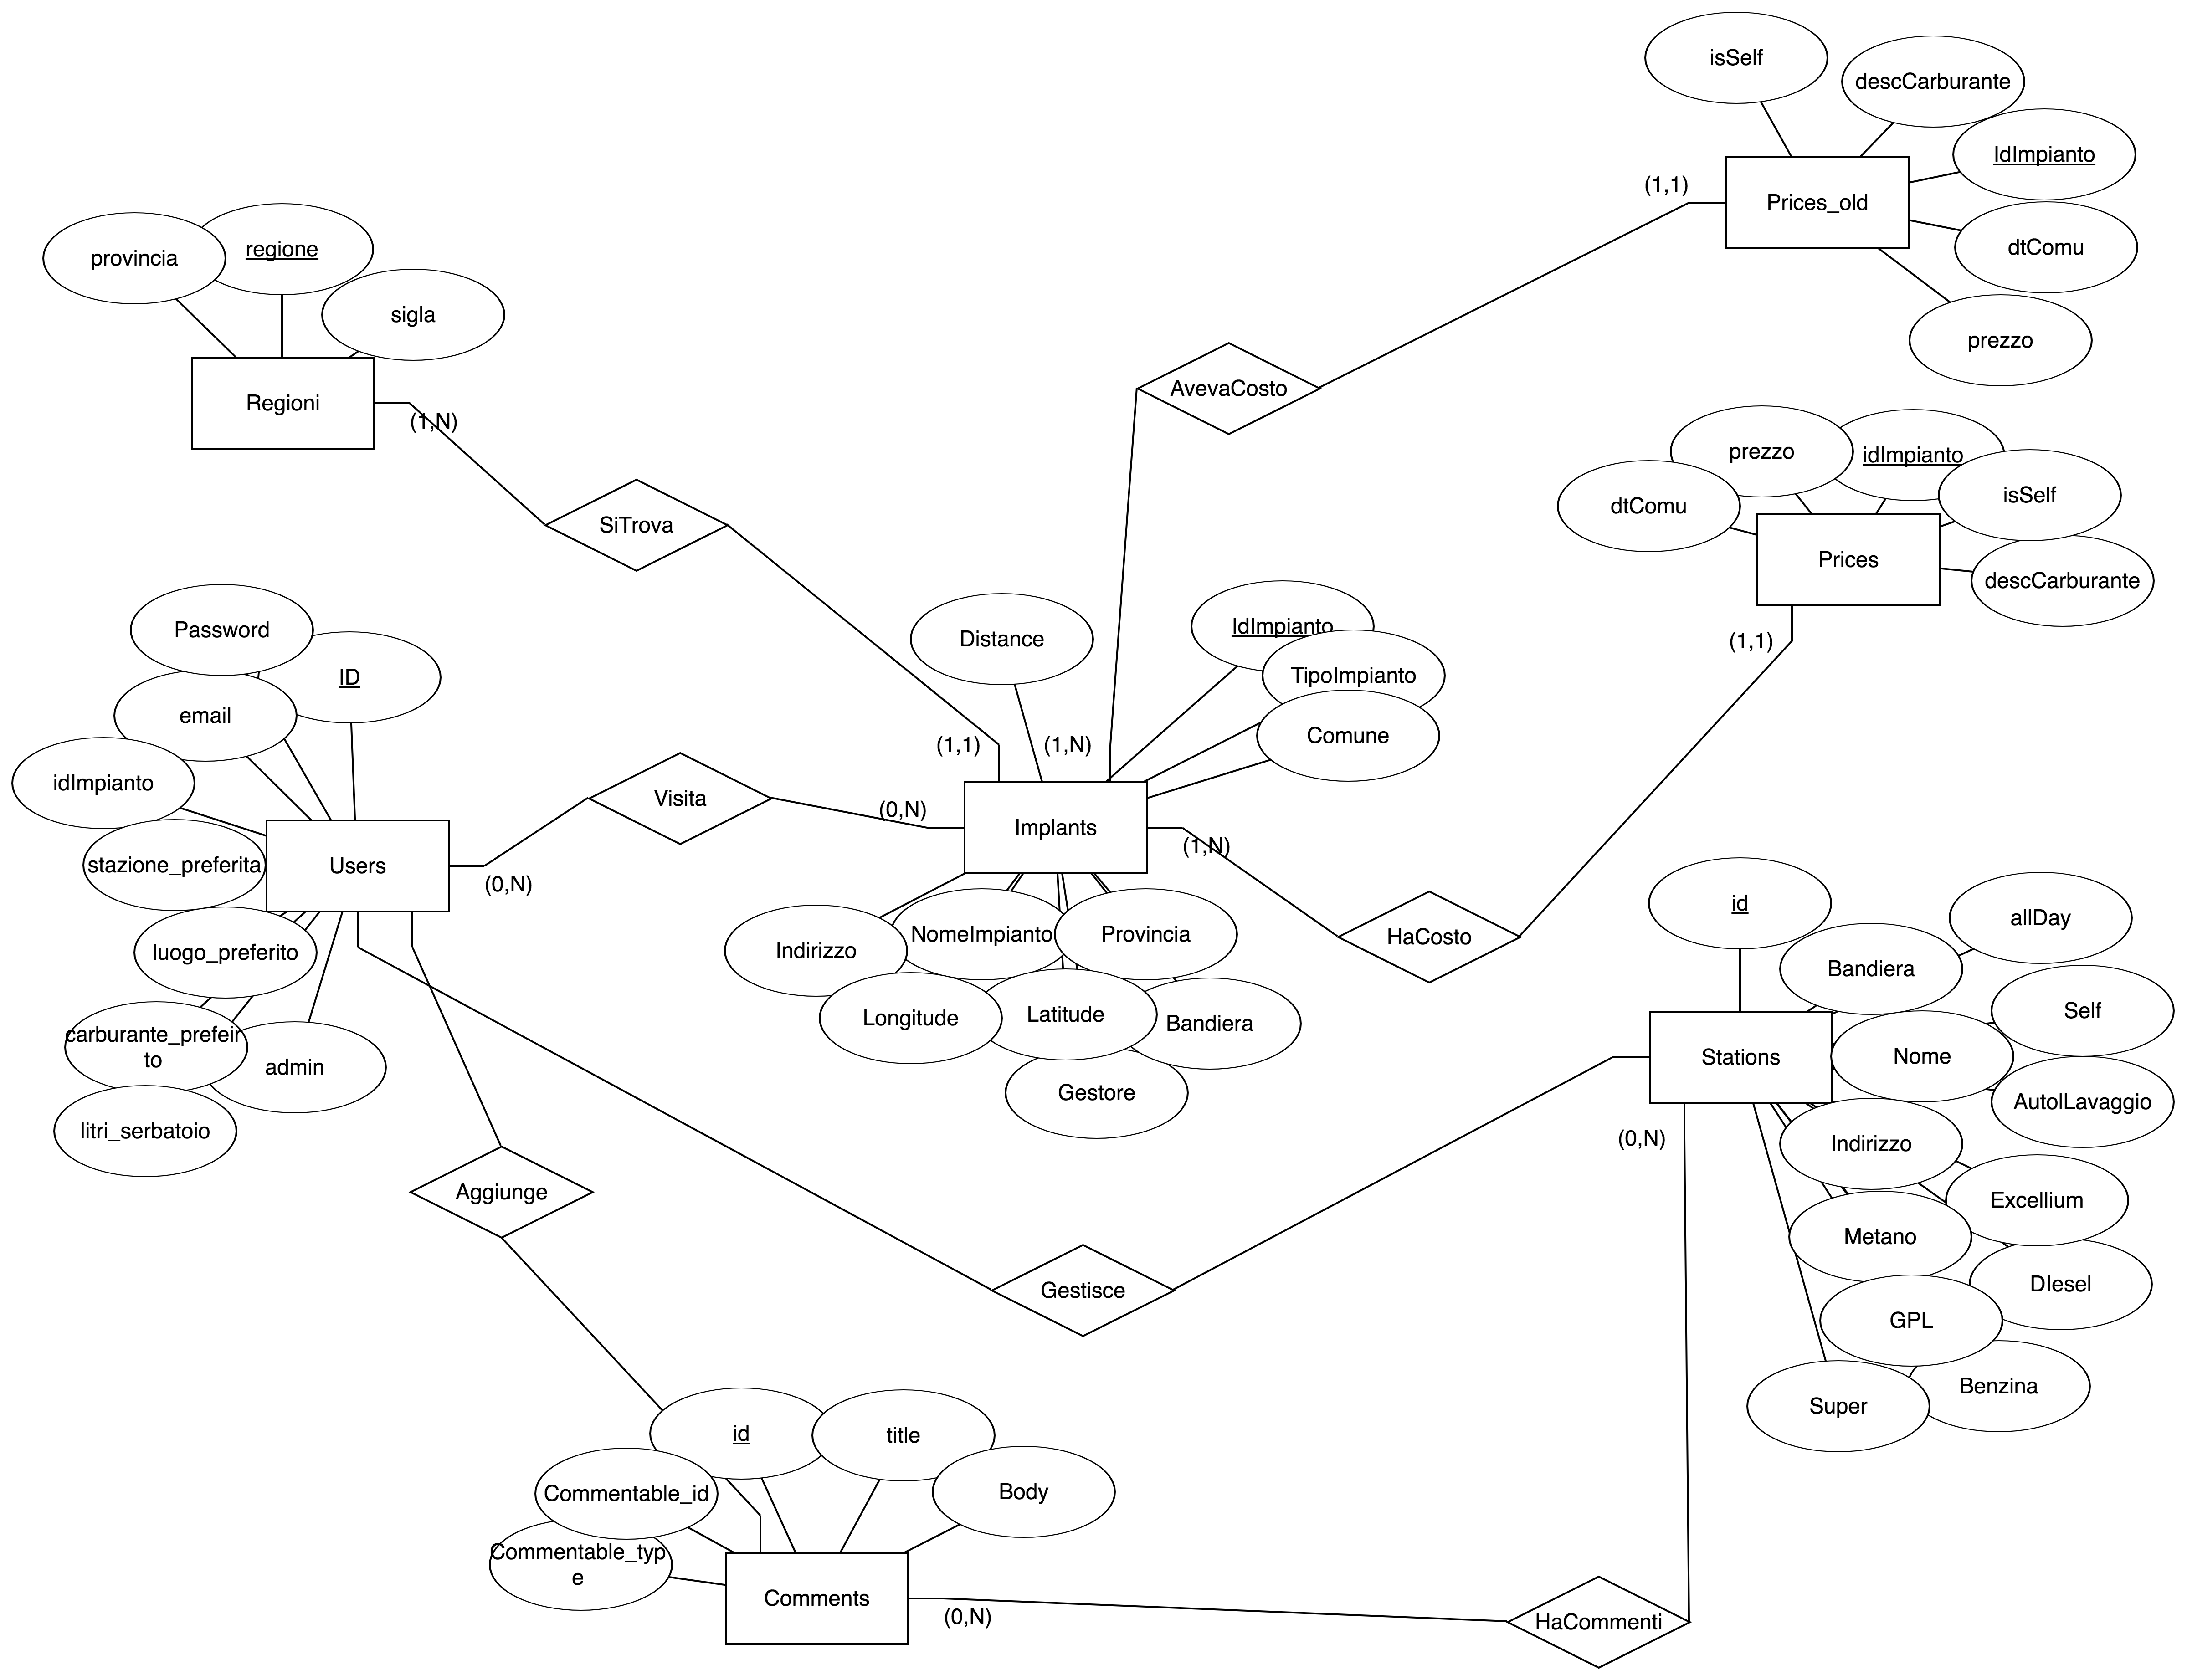 isSelf
descCarburante
IdImpianto
(1,1)
Prices_old
dtComu
prezzo
provincia
regione
sigla
Regioni
(1,N)
AvevaCosto
SiTrova
prezzo
idImpianto
isSelf
dtComu
Prices
descCarburante
(1,1)
Password
ID
email
idImpianto
stazione_preferita
Users
(0,N)
luogo_preferito
carburante_prefeir
to
admin
litri_serbatoio
Visita
Distance
IdImpianto
TipoImpianto
Comune
(1,1)
(1,N)
(0,N)
Implants
(1,N)
HaCosto
Indirizzo
NomeImpianto
Provincia
Longitude
Latitude
Bandiera
Gestore
id
allDay
Bandiera
Self
Stations
Nome
AutolLavaggio
(0,N)
Indirizzo
Excellium
Metano
DIesel
GPL
Benzina
Super
Aggiunge
Gestisce
id
title
Commentable_id
Body
Commentable_typ
e
Comments
(0,N)
HaCommenti